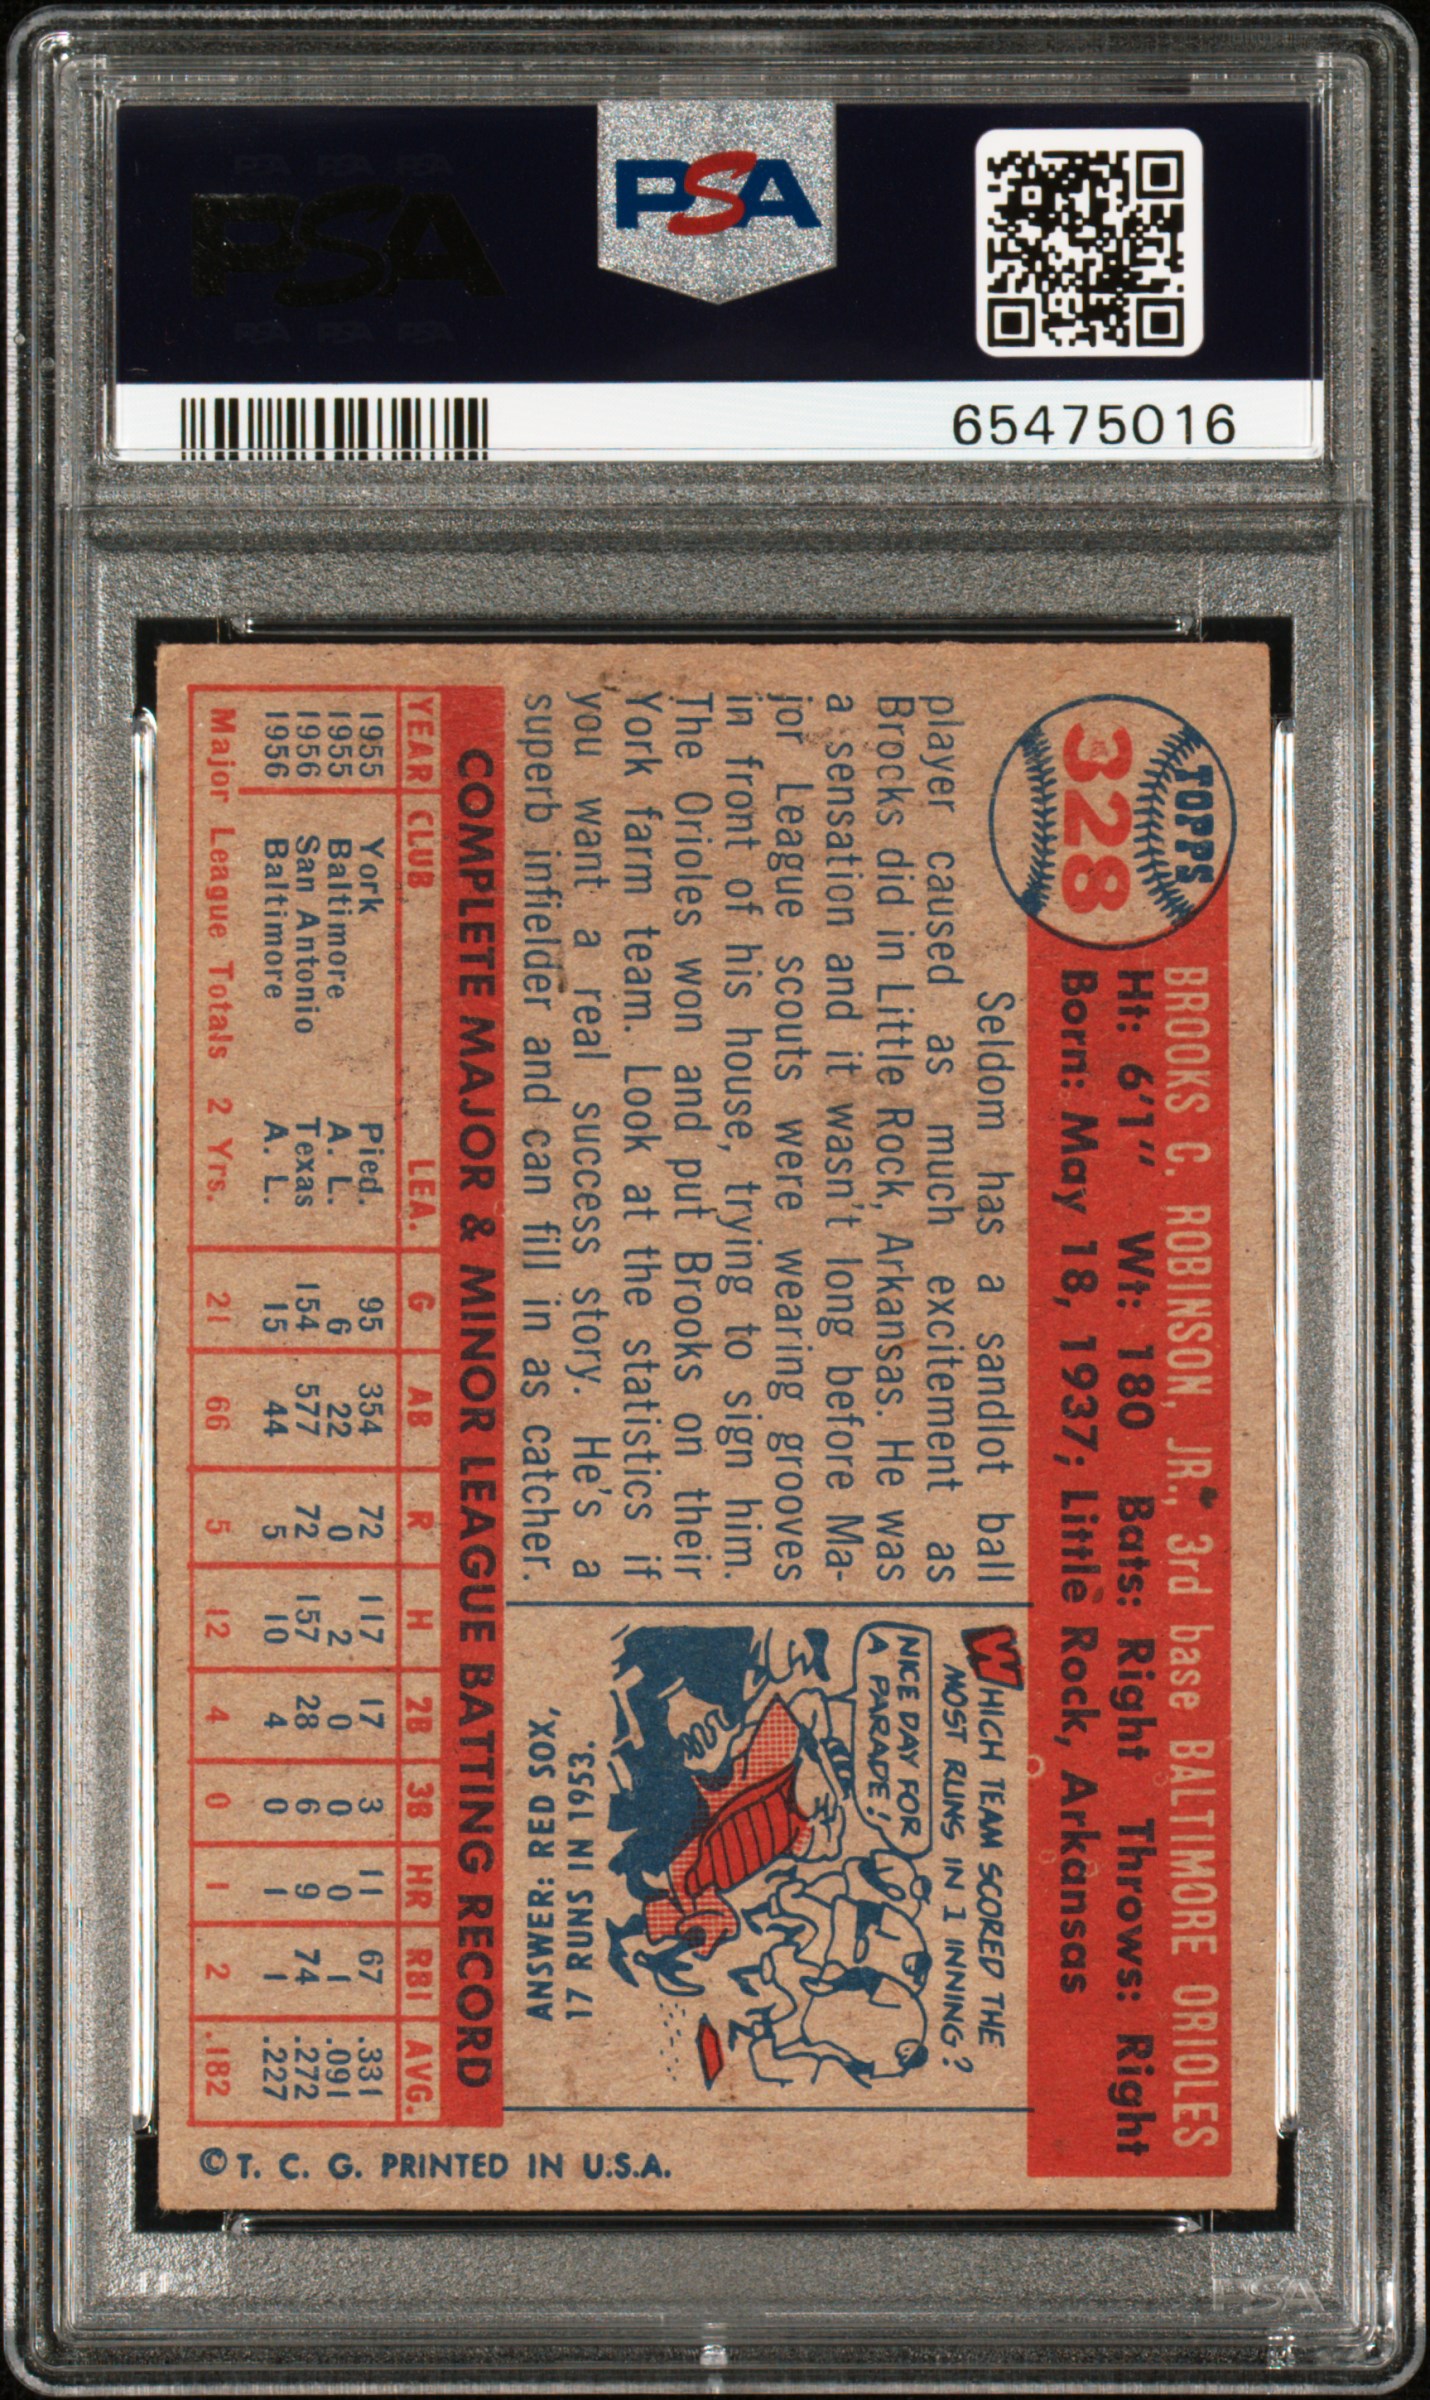 PSA PSA PSA
PSA
PSA PSA PSA
PSA
65475016
TOPPS
328
BROOKS C. ROBINSON, JR., 3rd base BALTIMORE ORIOLES
Ht: 6'1" Wt: 180 Bats: Right Throws: Right
Born: May 18, 1937; Little Rock, Arkansas
Seldom has a sandlot ball
player caused as much excitement as
Brocks did in Little Rock, Arkansas. He was
a sensation and it wasn't long before Ma-
jor League scouts were wearing grooves
in front of his house, trying to sign him.
The Orioles won and put Brooks on their
York farm team. Look at the statistics if
you want a real success story. He's a
superb infielder and can fill in as catcher.
WHICH TEAM SCORED THE
MOST RUNS IN 1 INNING?
NICE DAY FOR
A PARADE!
ANSWER: RED SOX,
17 RUNS IN 1953.
COMPLETE MAJOR & MINOR LEAGUE BATTING RECORD
YEAR CLUB LEA. G AB R H 2B 3B HR RBI AVG.
1955 York Pied. 95 354 72 117 17 3 11 67 .331
1955 Baltimore A. L. 6 22 0 2 0 0 0 1 .091
1956 San Antonio Texas 154 577 72 157 28 6 9 74 .272
1956 Baltimore A. L. 15 44 5 10 4 0 1 1 .227
Major League Totals 2 Yrs. 21 66 5 12 4 0 1 2 .182
© T. C. G. PRINTED IN U.S.A.
PSA